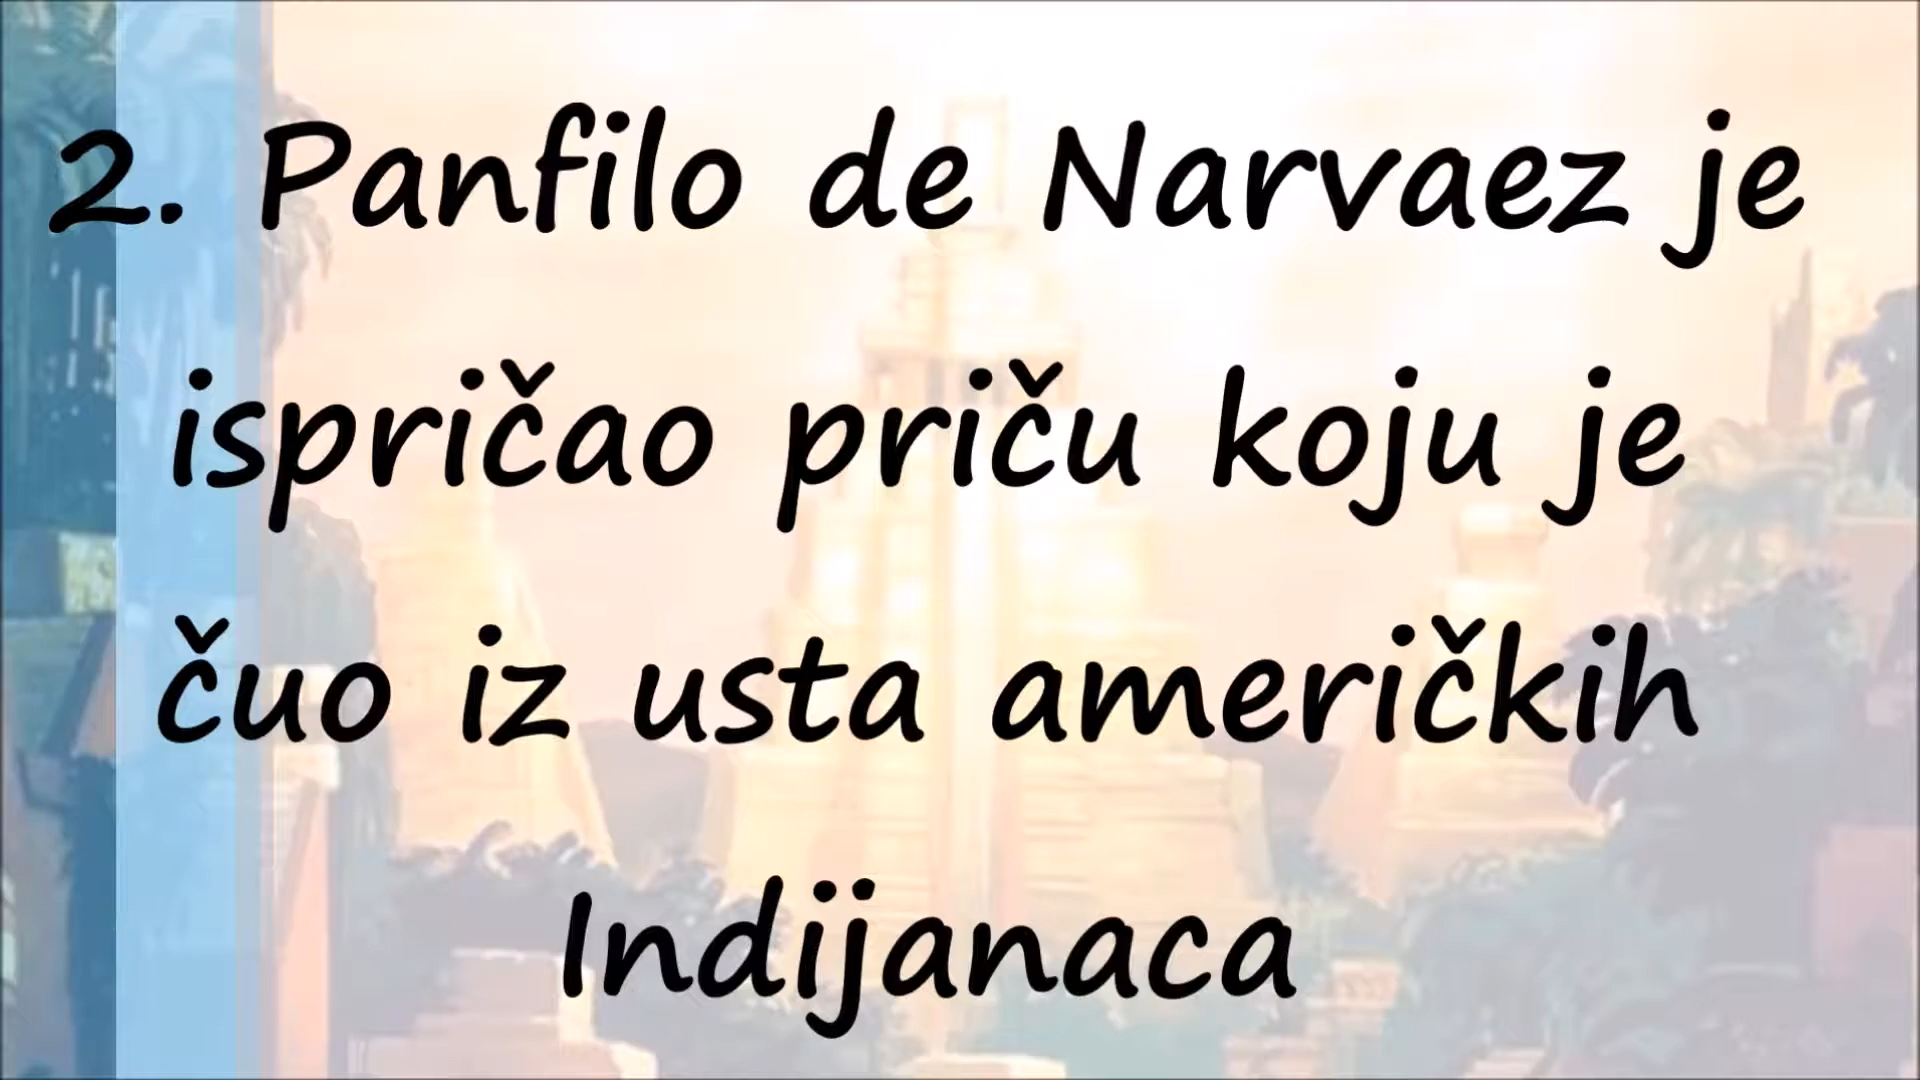 2. Panfilo de Narvaez je
ispričao priču koju je
čuo iz usta američkih
Indijanaca